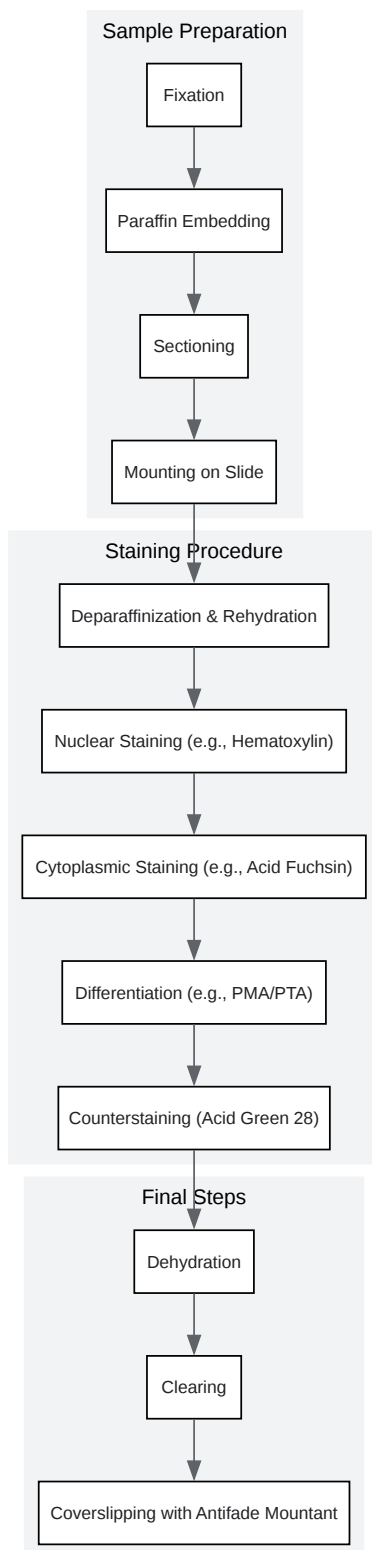 Sample Preparation
Fixation
Paraffin Embedding
Sectioning
Mounting on Slide
Staining Procedure
Deparaffinization & Rehydration
Nuclear Staining (e.g., Hematoxylin)
Cytoplasmic Staining (e.g., Acid Fuchsin)
Differentiation (e.g., PMA/PTA)
Counterstaining (Acid Green 28)
Final Steps
Dehydration
Clearing
Coverslipping with Antifade Mountant